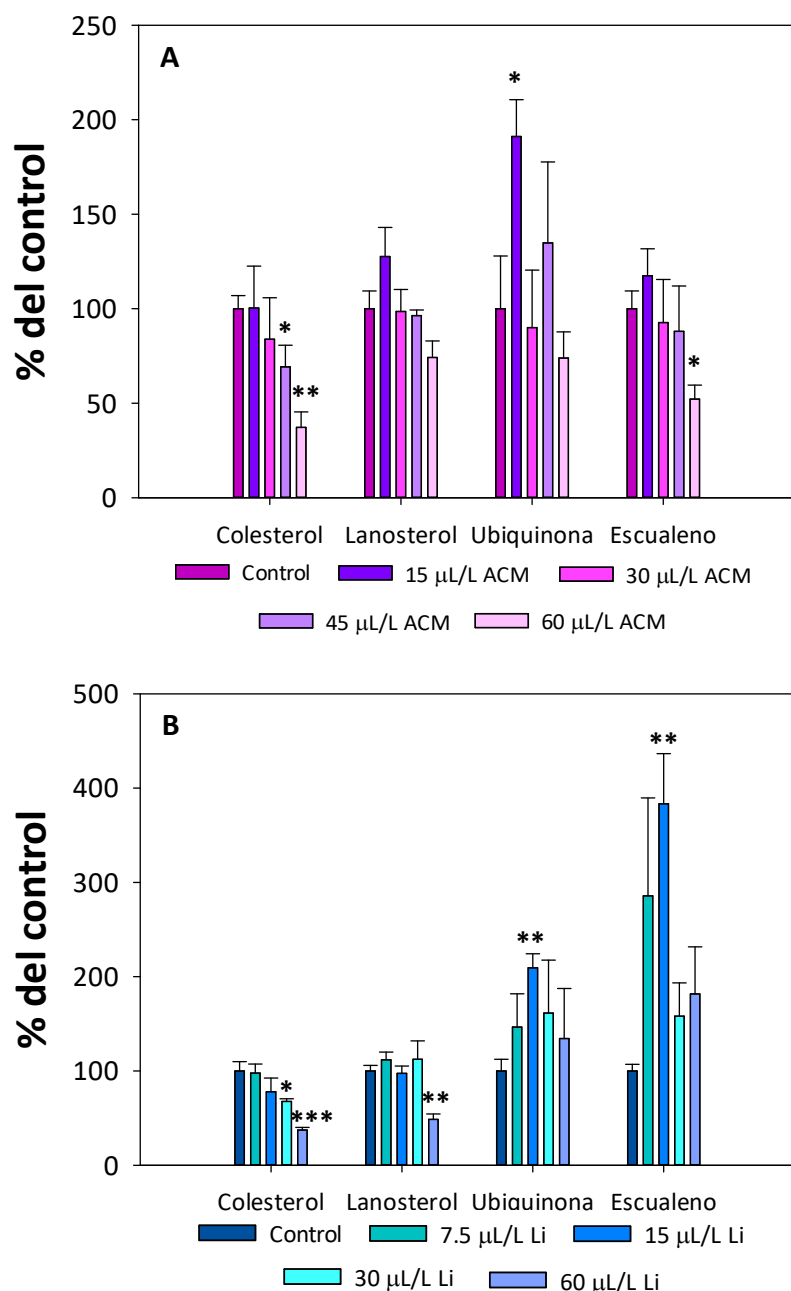 A
% del control
250
200
150
100
50
0
*
**
*
*
Colesterol Lanosterol Ubiquinona Escualeno
Control 15 µL/L ACM 30 µL/L ACM
45 µL/L ACM 60 µL/L ACM
B
% del control
500
400
300
200
100
0
*
***
**
**
**
Colesterol Lanosterol Ubiquinona Escualeno
Control 7.5 µL/L Li 15 µL/L Li
30 µL/L Li 60 µL/L Li